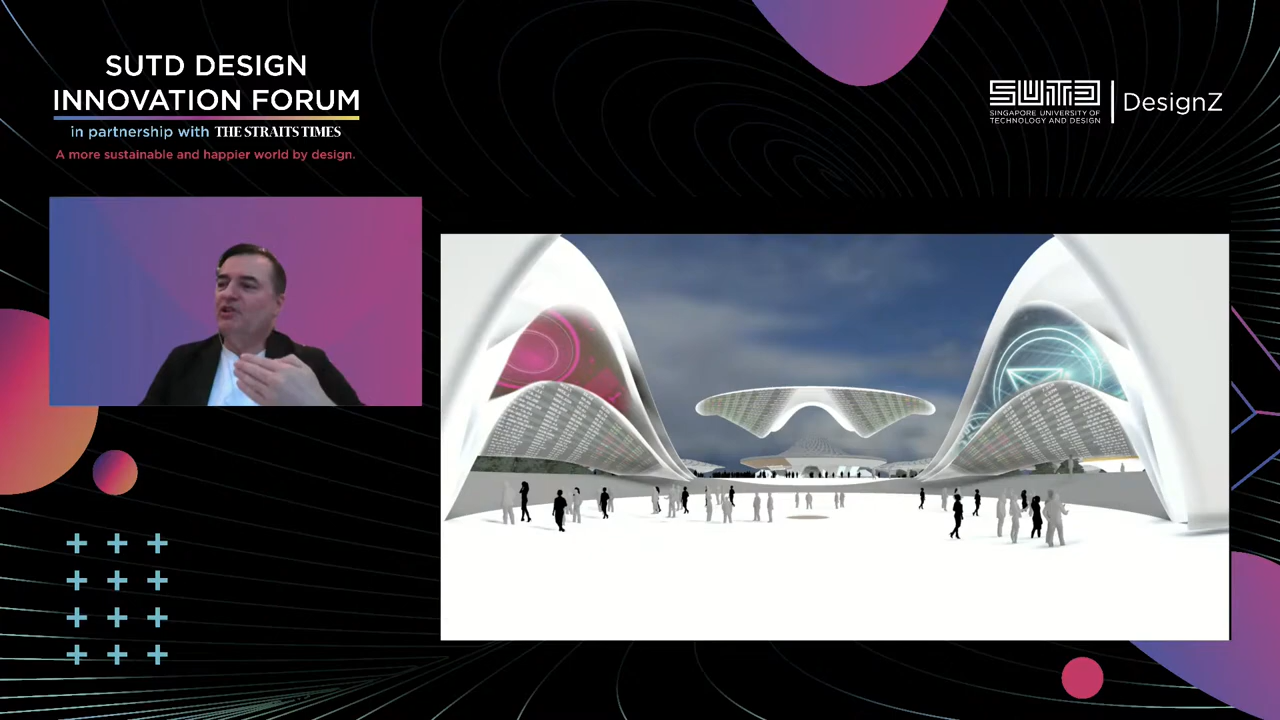 SUTD DESIGN
INNOVATION FORUM
in partnership with THE STRAITS TIMES
A more sustainable and happier world by design.
SUTD
SINGAPORE UNIVERSITY OF
TECHNOLOGY AND DESIGN
DesignZ